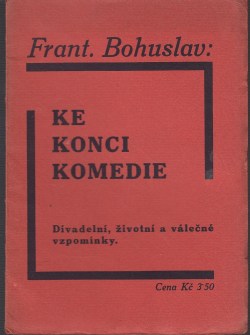 Frant. Bohuslav:
KE
KONCI
KOMEDIE
Divadelní, životní a válečné
vzpomínky.
Cena Kč 3·50